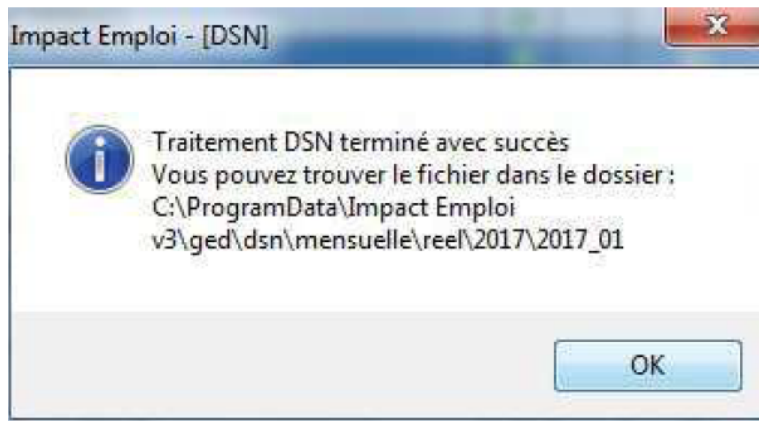 Impact Emploi - [DSN]
Traitement DSN terminé avec succès
Vous pouvez trouver le fichier dans le dossier :
C:\ProgramData\Impact Emploi
v3\ged\dsn\mensuelle\reel\2017\2017_01
OK